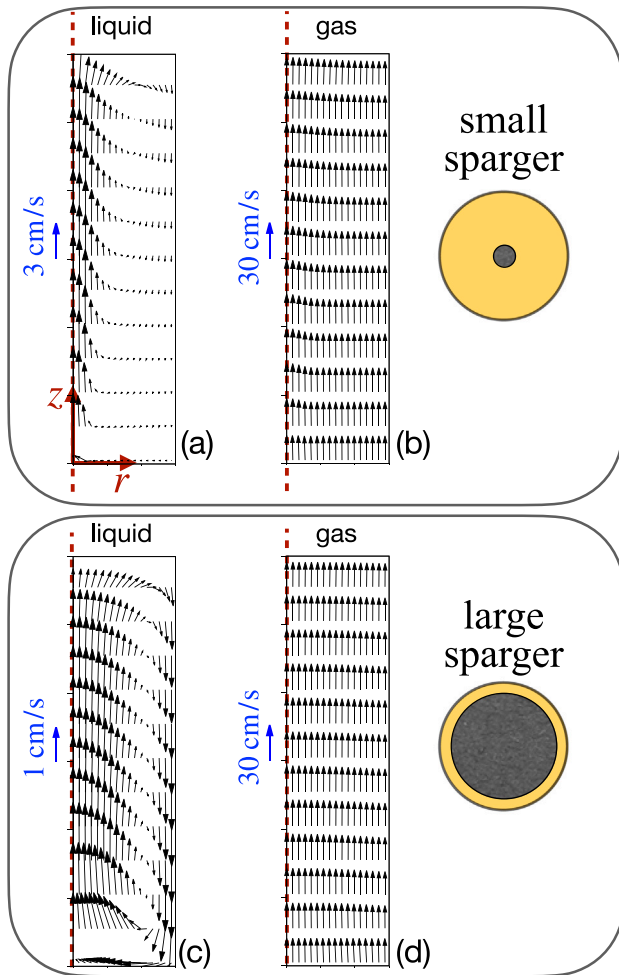 liquid
gas
small
sparger
3 cm/s
30 cm/s
z
r
(a)
(b)
liquid
gas
large
sparger
1 cm/s
30 cm/s
(c)
(d)